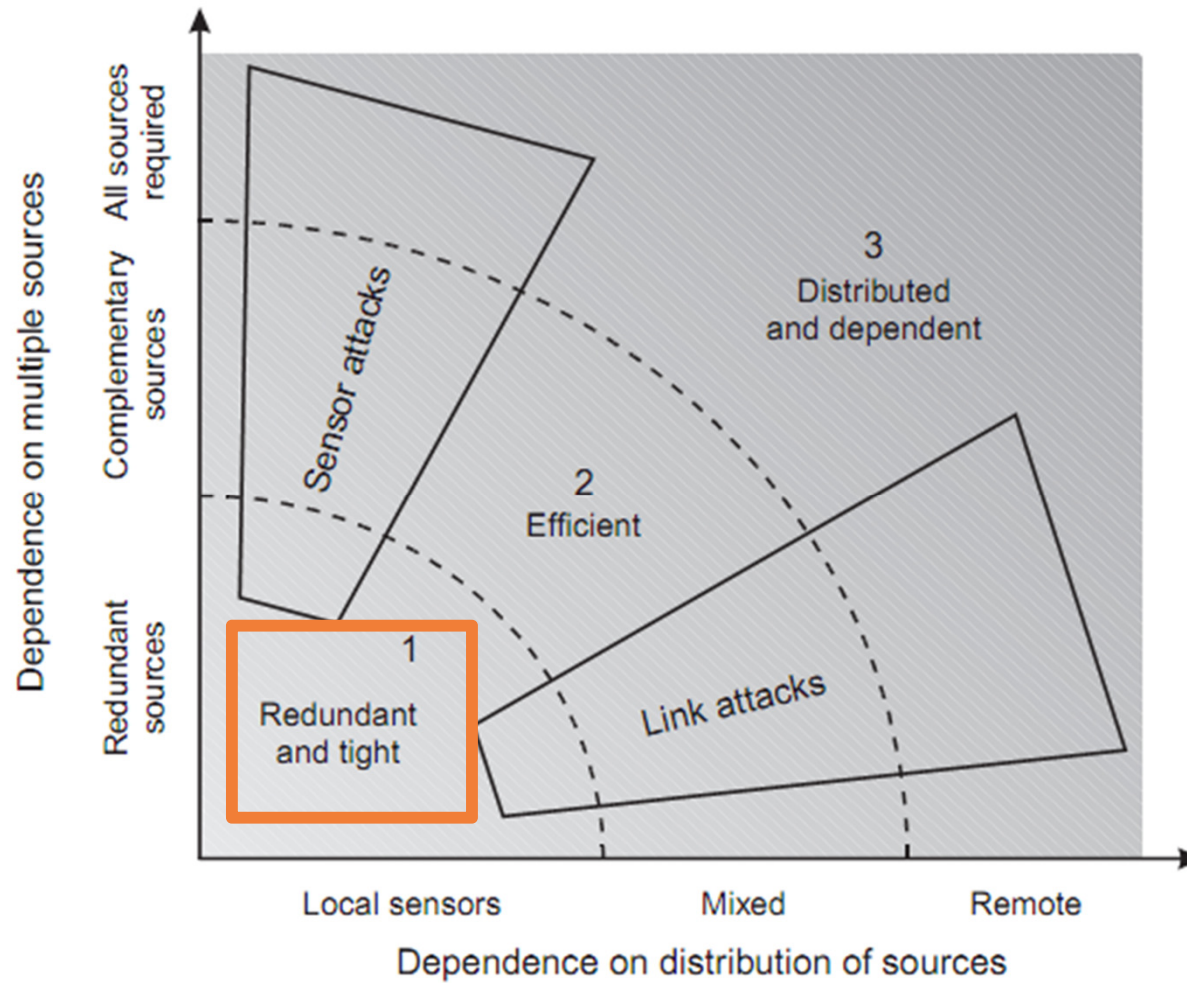 Dependence on multiple sources
All sources
required
Complementary
sources
Redundant
sources
Sensor attacks
3
Distributed
and dependent
2
Efficient
1
Redundant
and tight
Link attacks
Local sensors
Mixed
Remote
Dependence on distribution of sources